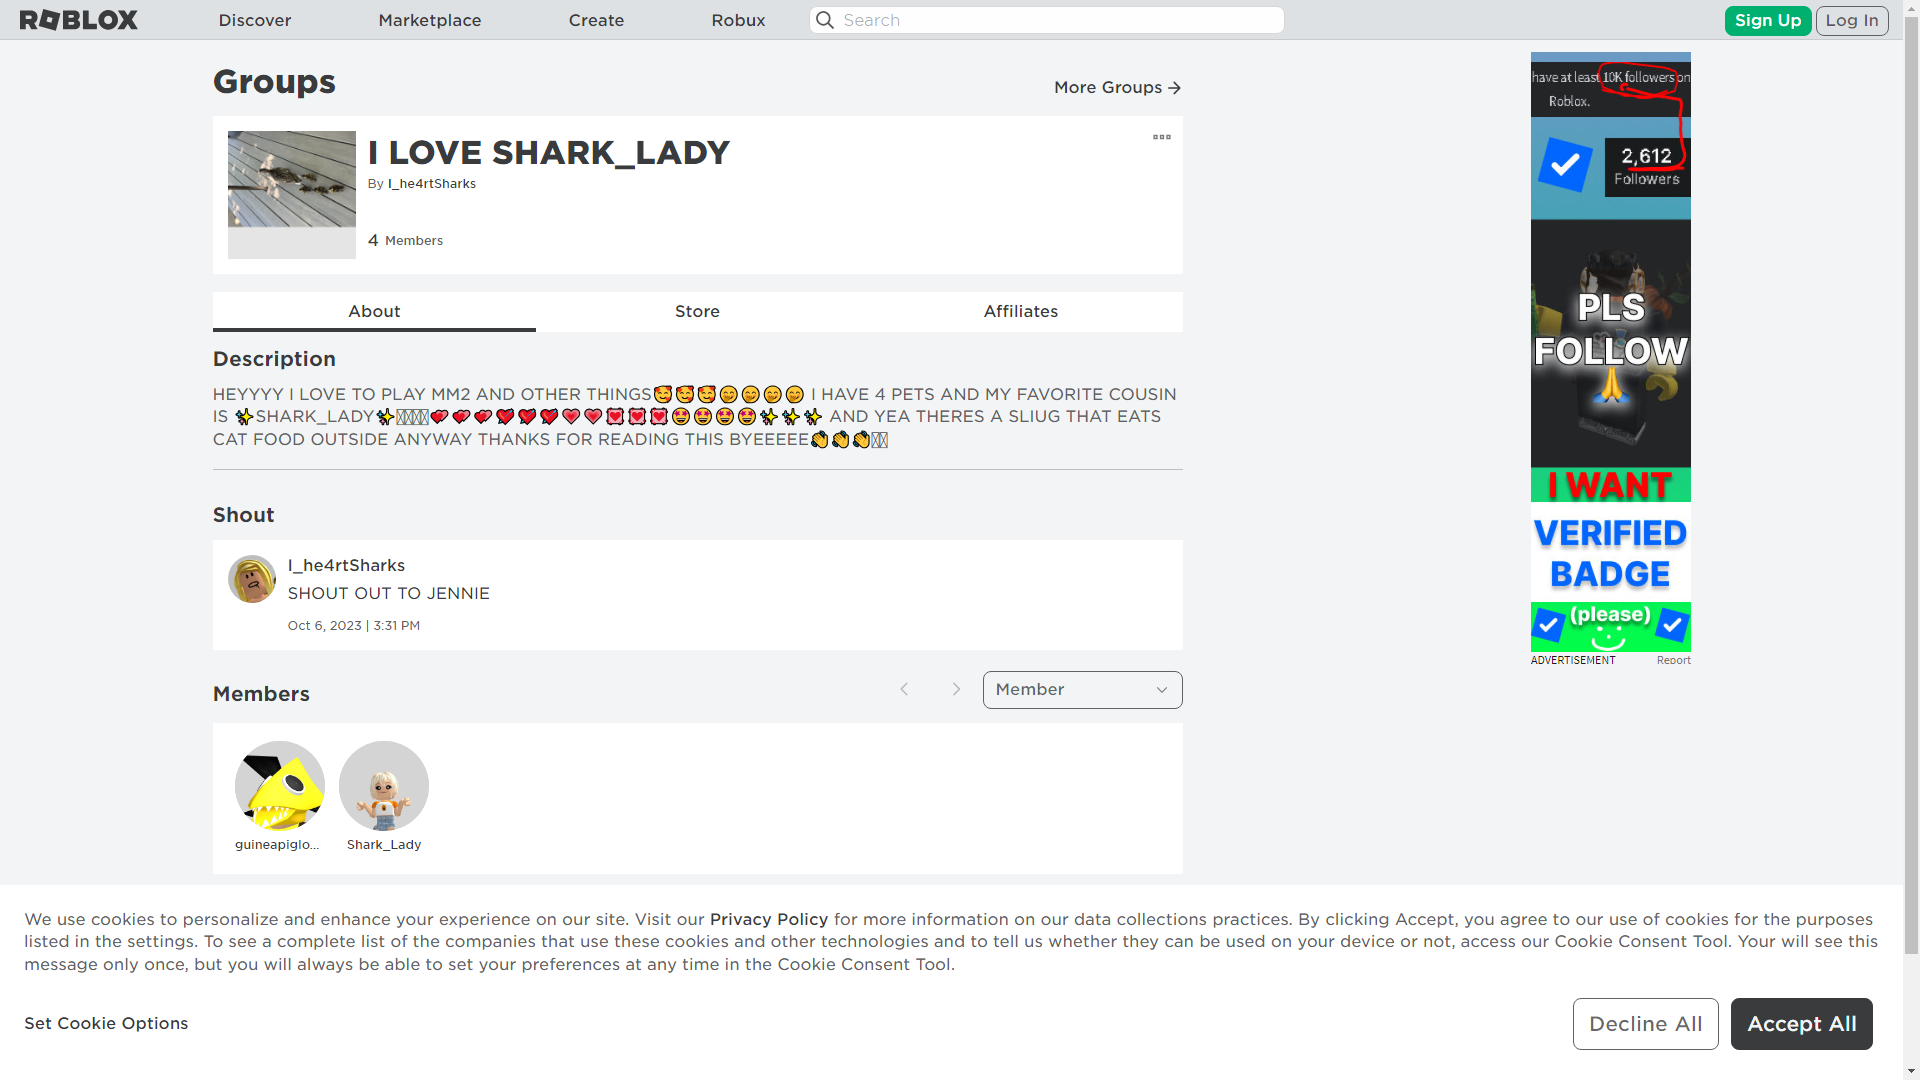 ROBLOX
Discover
Marketplace
Create
Robux
Search
Sign Up
Log In
Groups
More Groups
I LOVE SHARK_LADY
By I_he4rtSharks
4 Members
About
Store
Affiliates
Description
HEYYYY I LOVE TO PLAY MM2 AND OTHER THINGS🥰🥰🥰😊😊😊😊 I HAVE 4 PETS AND MY FAVORITE COUSIN
IS ✨SHARK_LADY✨💕💕💕💘💘💘💗💗💟💟💟🤩🤩🤩🤩✨✨✨ AND YEA THERES A SLIUG THAT EATS
CAT FOOD OUTSIDE ANYWAY THANKS FOR READING THIS BYEEEEE👏👏👏
Shout
I_he4rtSharks
SHOUT OUT TO JENNIE
Oct 6, 2023 | 3:31 PM
Members
Member
guineapiglo...
Shark_Lady
have at least 10K followers on
Roblox.
2,612
Followers
PLS
FOLLOW
🙏
I WANT
VERIFIED
BADGE
(please)
ADVERTISEMENT
Report
We use cookies to personalize and enhance your experience on our site. Visit our Privacy Policy for more information on our data collections practices. By clicking Accept, you agree to our use of cookies for the purposes
listed in the settings. To see a complete list of the companies that use these cookies and other technologies and to tell us whether they can be used on your device or not, access our Cookie Consent Tool. Your will see this
message only once, but you will always be able to set your preferences at any time in the Cookie Consent Tool.
Set Cookie Options
Decline All
Accept All